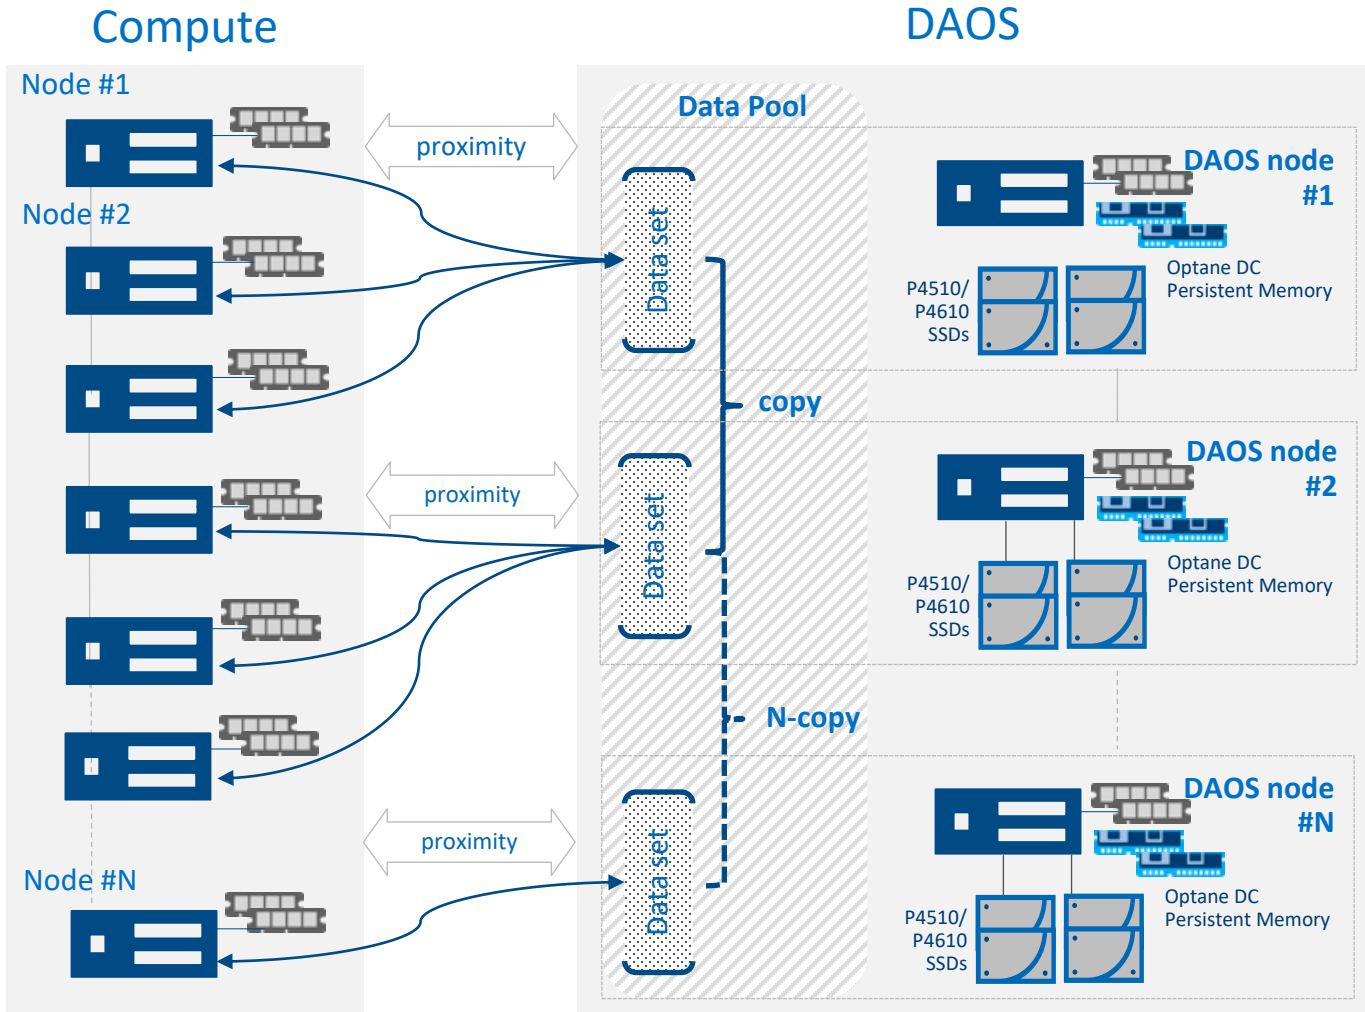 Compute
DAOS
Node #1
Node #2
Node #N
proximity
proximity
proximity
Data Pool
Data set
Data set
Data set
copy
N-copy
DAOS node
#1
P4510/
P4610
SSDs
Optane DC
Persistent Memory
DAOS node
#2
P4510/
P4610
SSDs
Optane DC
Persistent Memory
DAOS node
#N
P4510/
P4610
SSDs
Optane DC
Persistent Memory